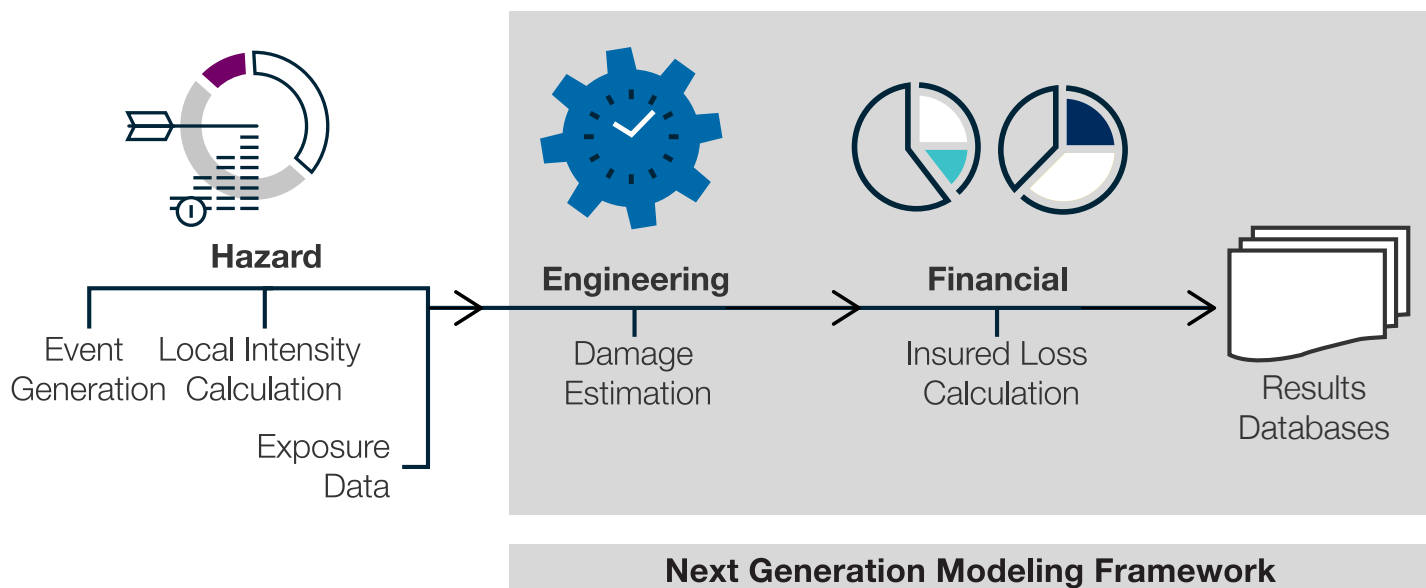 Hazard
Event
Generation
Local Intensity
Calculation
Exposure
Data
Engineering
Damage
Estimation
Financial
Insured Loss
Calculation
Results
Databases
Next Generation Modeling Framework